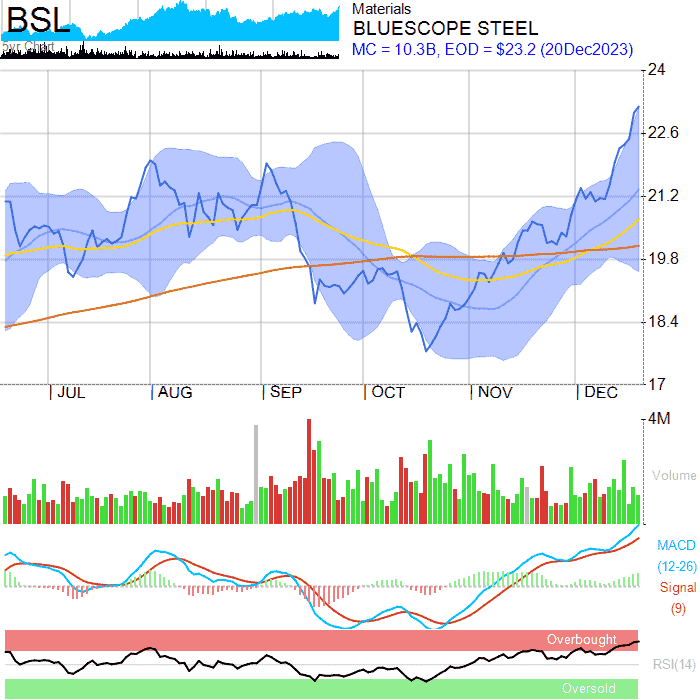 BSL
5yr Chart
Materials
BLUESCOPE STEEL
MC = 10.3B, EOD = $23.2 (20Dec2023)
24
22.6
21.2
19.8
18.4
17
JUL AUG SEP OCT NOV DEC
4M
Volume
MACD
(12-26)
Signal
(9)
Overbought
RSI(14)
Oversold